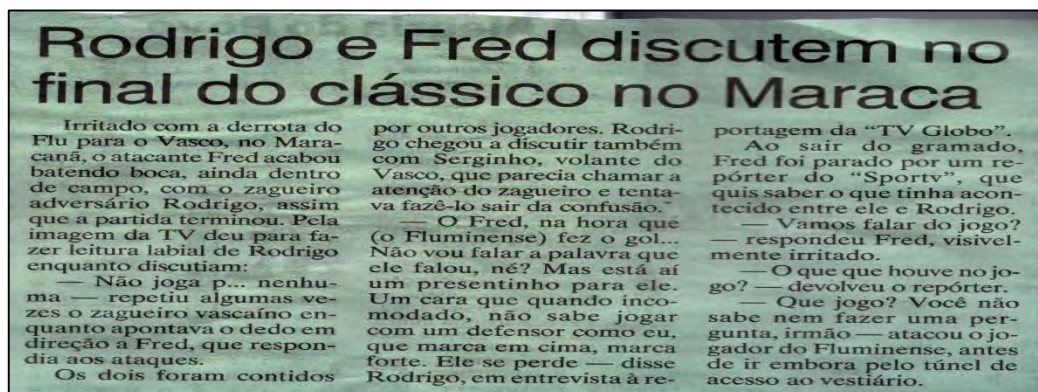 Rodrigo e Fred discutem no
final do clássico no Maraca
Irritado com a derrota do
Flu para o Vasco, no Mara-
canã, o atacante Fred acabou
batendo boca, ainda dentro
de campo, com o zagueiro
adversário Rodrigo, assim
que a partida terminou. Pela
imagem da TV deu para fa-
zer leitura labial de Rodrigo
enquanto discutiam:
— Não joga p... nenhu-
ma — repetiu algumas ve-
zes o zagueiro vascaíno en-
quanto apontava o dedo em
direção a Fred, que respon-
dia aos ataques.
Os dois foram contidos
por outros jogadores. Rodri-
go chegou a discutir também
com Serginho, volante do
Vasco, que parecia chamar a
atenção do zagueiro e tenta-
va fazê-lo sair da confusão.
— O Fred, na hora que
(o Fluminense) fez o gol...
Não vou falar a palavra que
ele falou, né? Mas está aí
um presentinho para ele.
Um cara que quando inco-
modado, não sabe jogar
com um defensor como eu,
que marca em cima, marca
forte. Ele se perde — disse
Rodrigo, em entrevista à re-
portagem da “TV Globo”.
Ao sair do gramado,
Fred foi parado por um re-
pórter do “Sportv”, que
quis saber o que tinha acon-
tecido entre ele e Rodrigo.
— Vamos falar do jogo?
— respondeu Fred, visivel-
mente irritado.
— O que que houve no jo-
go? — devolveu o repórter.
— Que jogo? Você não
sabe nem fazer uma per-
gunta, irmão — atacou o jo-
gador do Fluminense, antes
de ir embora pelo túnel de
acesso ao vestiário.